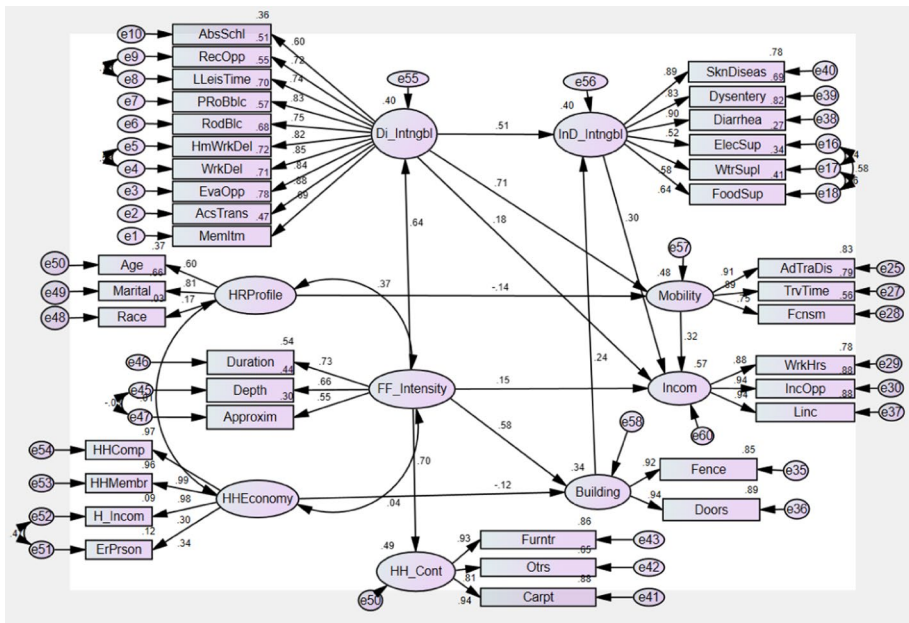 .36
e10 AbsSchl .60
.51
e9 RecOpp .72
.55
e8 LLeisTime .74
.70
e7 PRoBblc .83
.57
e6 RodBlc .75
.68
e5 HmWrkDel .82
.72
e4 WrkDel .85
.71
e3 EvaOpp .84
.78
e2 AcsTrans .88
.47
e1 MemItm
e55
.40
Di_Intngbl
.51
e56
.40
InD_Intngbl
.78
.89 SknDiseas e40
.69
.83 Dysentery e39
.82
.90 Diarrhea e38
.27
.52 ElecSup e16
.34
.58 WtrSupl e17 .58
.41
.64 FoodSup e18
.71
.18
.30
.64
.37
e50 Age .60
.66
e49 Marital .81
.03
e48 Race .17
HRProfile
.37
-.14
e57
.48
Mobility
.83
.91 AdTraDis e25
.79
.89 TrvTime e27
.56
.75 Fcnsm e28
.32
.54
e46 Duration .73
.44
e45 Depth .66
.30
e47 Approxim .55
FF_Intensity
.15
.24
.57
Incom
e60
.78
.88 WrkHrs e29
.88
.94 IncOpp e30
.88
.94 Linc e37
.58
.70
.97
e54 HHComp .99
.96
e53 HHMembr .98
.09
e52 H_Incom .30
.12
e51 ErPrson .34
HHEconomy
.04
-.12
e58
.34
Building
.85
.92 Fence e35
.89
.94 Doors e36
.49
HH_Cont
e50
.86
.93 Furntr e43
.65
.81 Otrs e42
.88
.94 Carpt e41